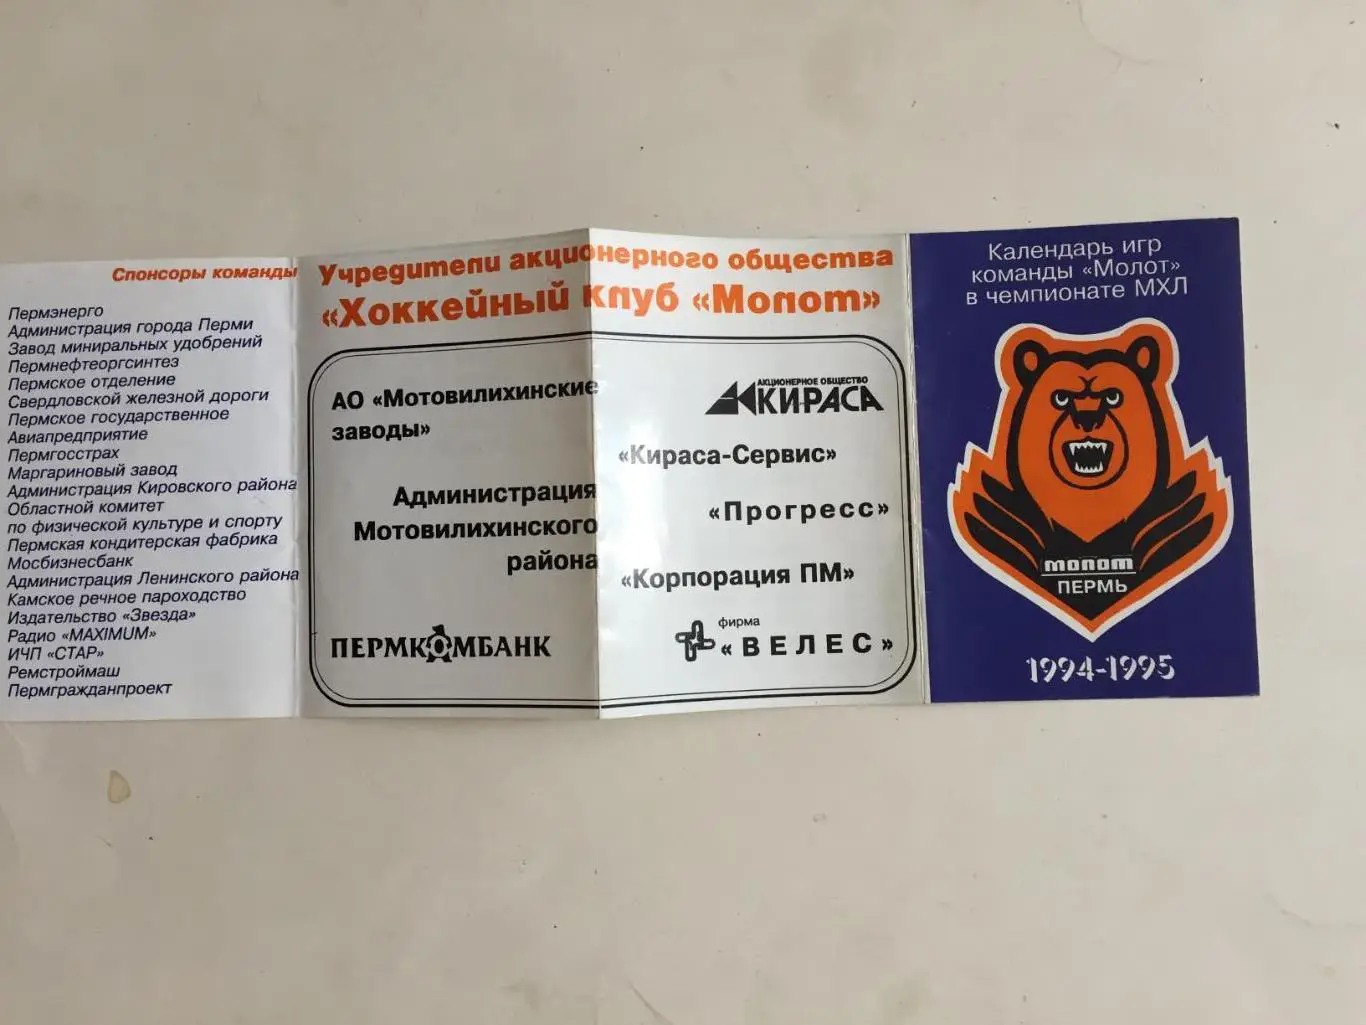 Спонсоры команды
Пермэнерго
Администрация города Перми
Завод миниральных удобрений
Пермнефтеоргсинтез
Пермское отделение
Свердловской железной дороги
Пермское государственное
Авиапредприятие
Пермгосстрах
Маргариновый завод
Администрация Кировского района
Областной комитет
по физической культуре и спорту
Пермская кондитерская фабрика
Мосбизнесбанк
Администрация Ленинского района
Камское речное пароходство
Издательство «Звезда»
Радио «MAXIMUM»
ИЧП «СТАР»
Ремстроймаш
Пермгражданпроект
Учредители акционерного общества
«Хоккейный клуб «Молот»
АО «Мотовилихинские
заводы»
Администрация
Мотовилихинского
района
ПЕРМКОМБАНК
АКЦИОНЕРНОЕ ОБЩЕСТВО
КИРАСА
«Кираса-Сервис»
«Прогресс»
«Корпорация ПМ»
фирма
«ВЕЛЕС»
Календарь игр
команды «Молот»
в чемпионате МХЛ
молот
ПЕРМЬ
1994-1995